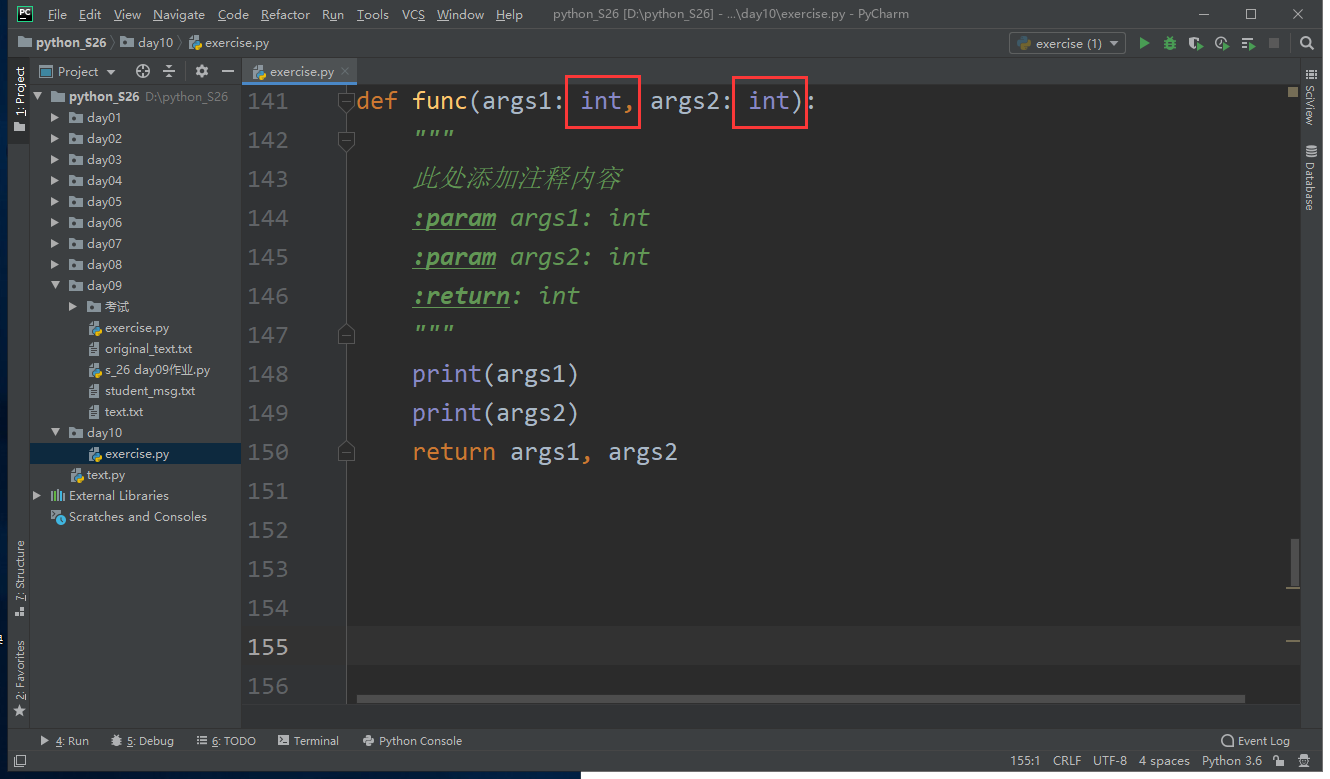 File Edit View Navigate Code Refactor Run Tools VCS Window Help python_S26 [D:\python_S26] - ...\day10\exercise.py - PyCharm
python_S26 day10 exercise.py exercise (1)
1: Project
Project
exercise.py
python_S26 D:\python_S26
day01
day02
day03
day04
day05
day06
day07
day08
day09
考试
exercise.py
original_text.txt
s_26 day09作业.py
student_msg.txt
text.txt
day10
exercise.py
text.py
External Libraries
Scratches and Consoles
7: Structure
2: Favorites
141 def func(args1: int, args2: int):
142 """
143 此处添加注释内容
144 :param args1: int
145 :param args2: int
146 :return: int
147 """
148 print(args1)
149 print(args2)
150 return args1, args2
151
152
153
154
155
156
SciView
Database
4: Run 5: Debug 6: TODO Terminal Python Console Event Log
155:1 CRLF UTF-8 4 spaces Python 3.6